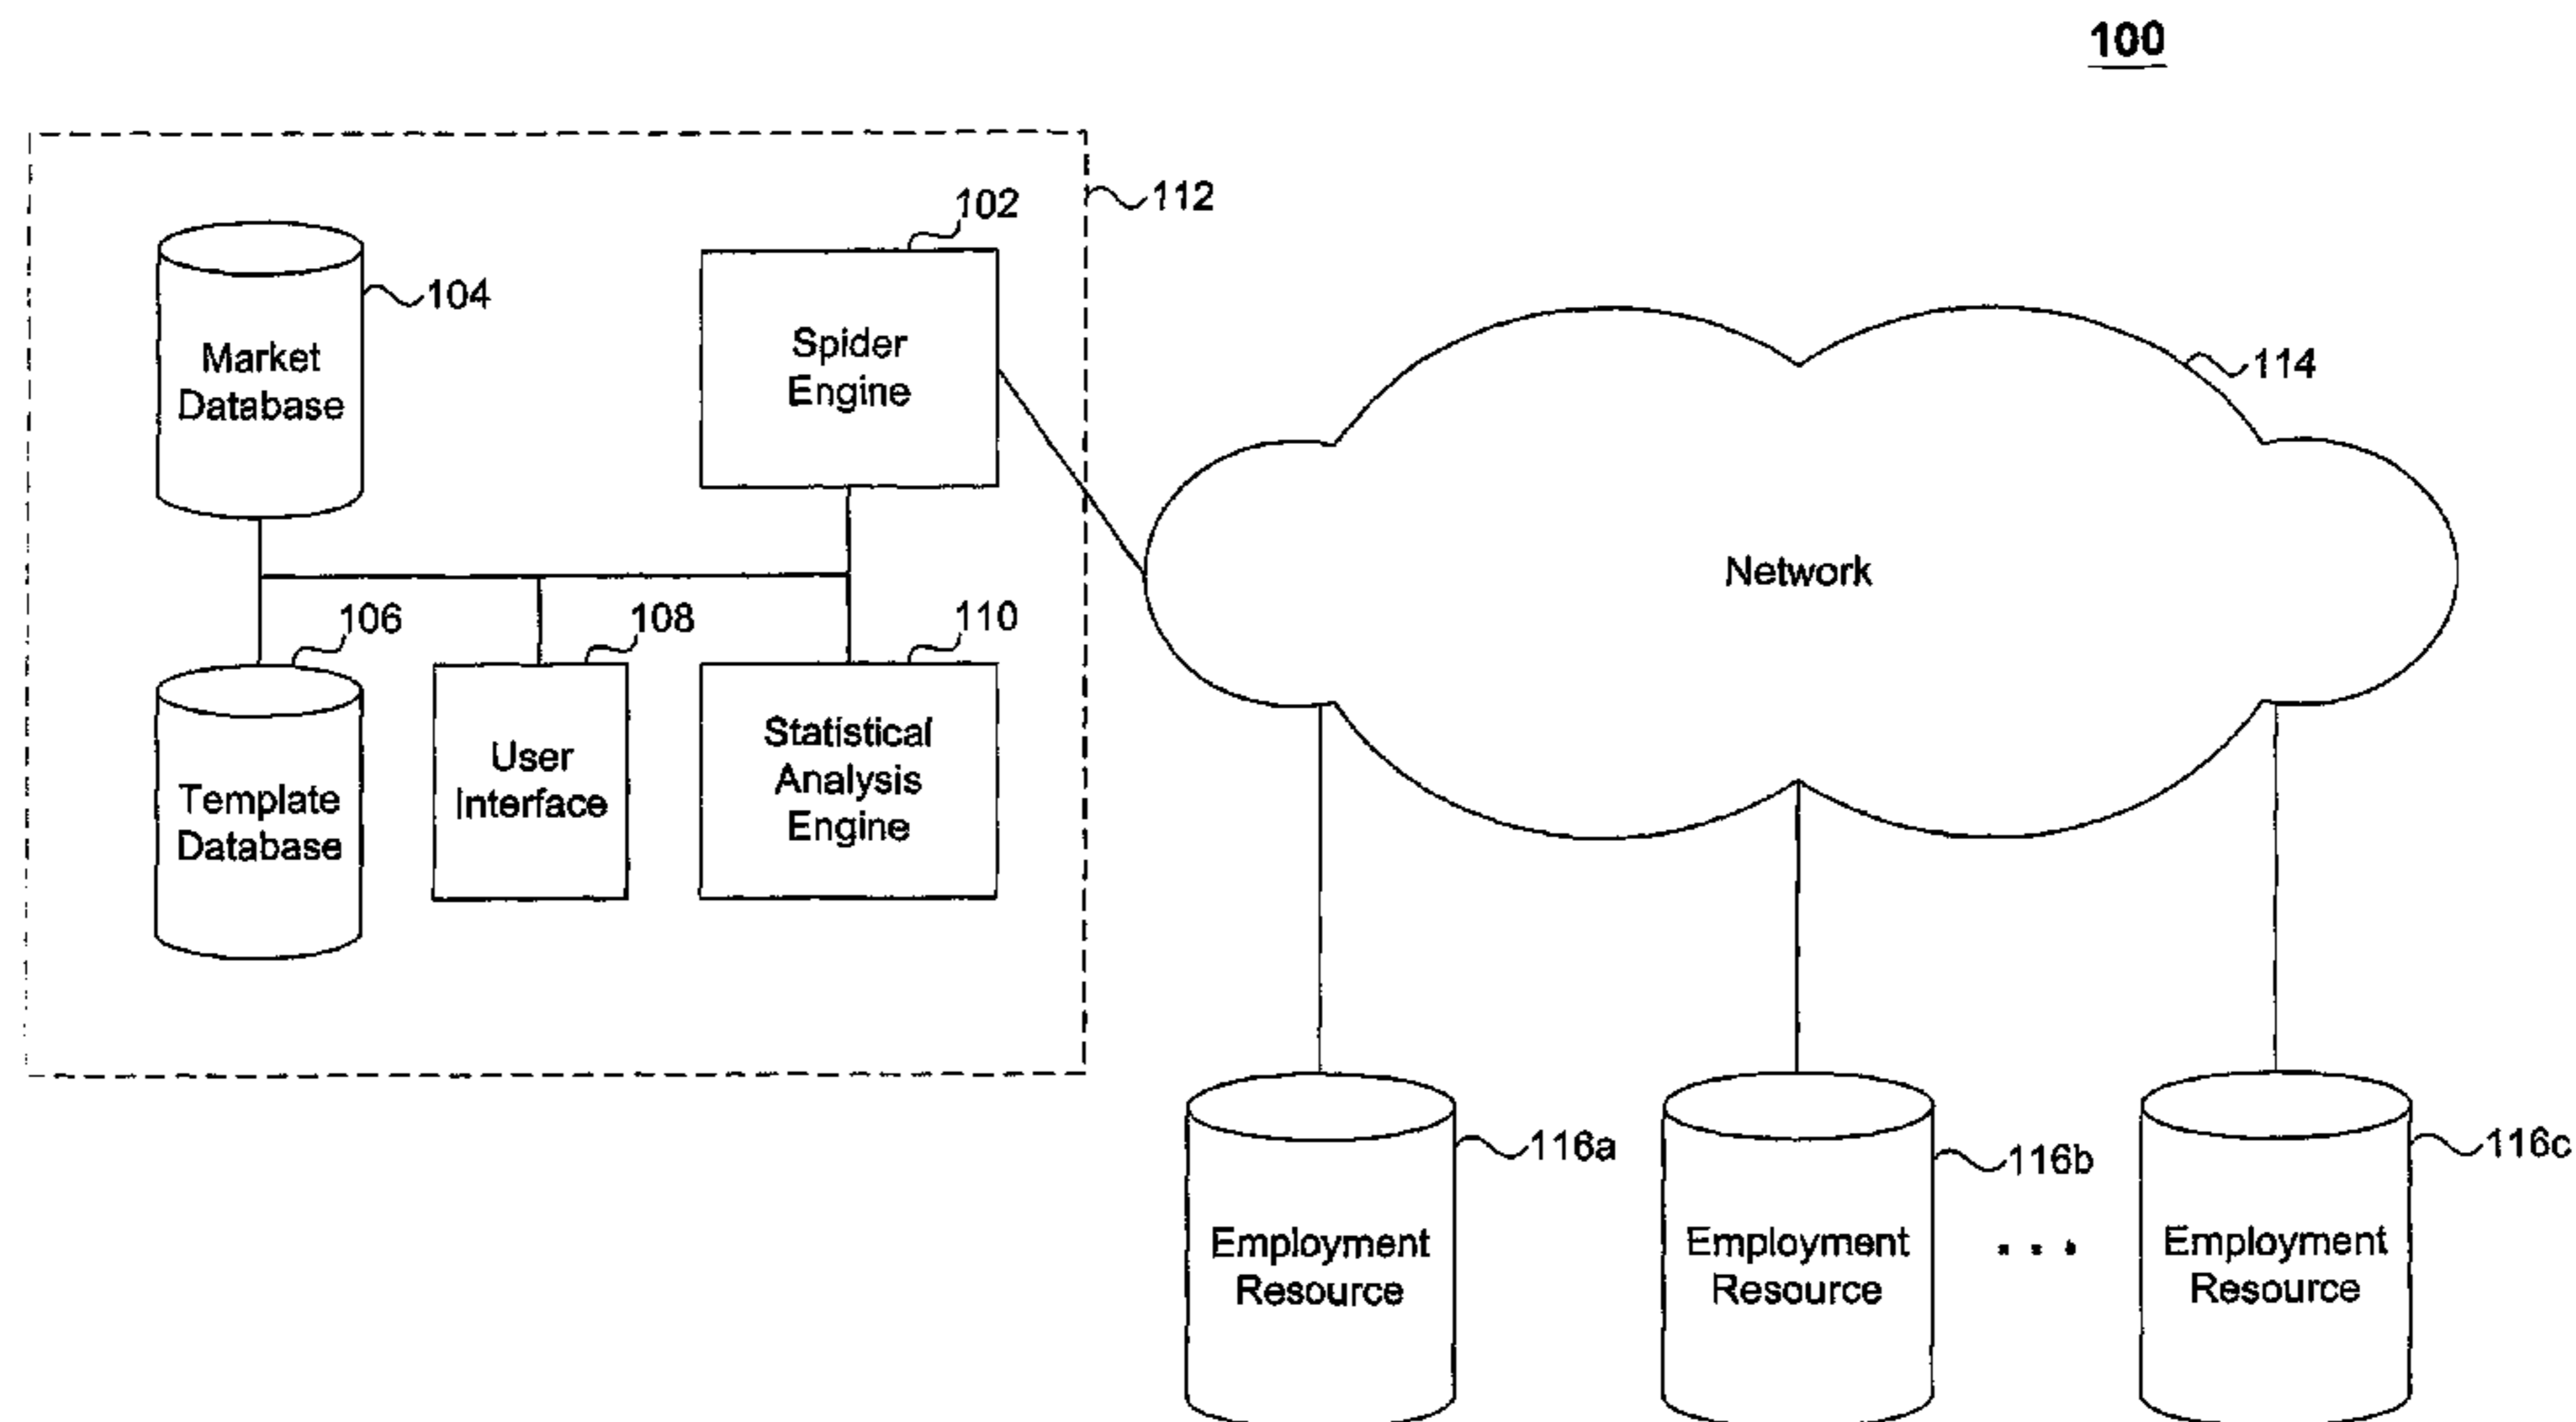 100
112
102
104
Market
Database
Spider
Engine
114
Network
106
108
110
Template
Database
User
Interface
Statistical
Analysis
Engine
116a
116b
116c
Employment
Resource
Employment
Resource
. . .
Employment
Resource